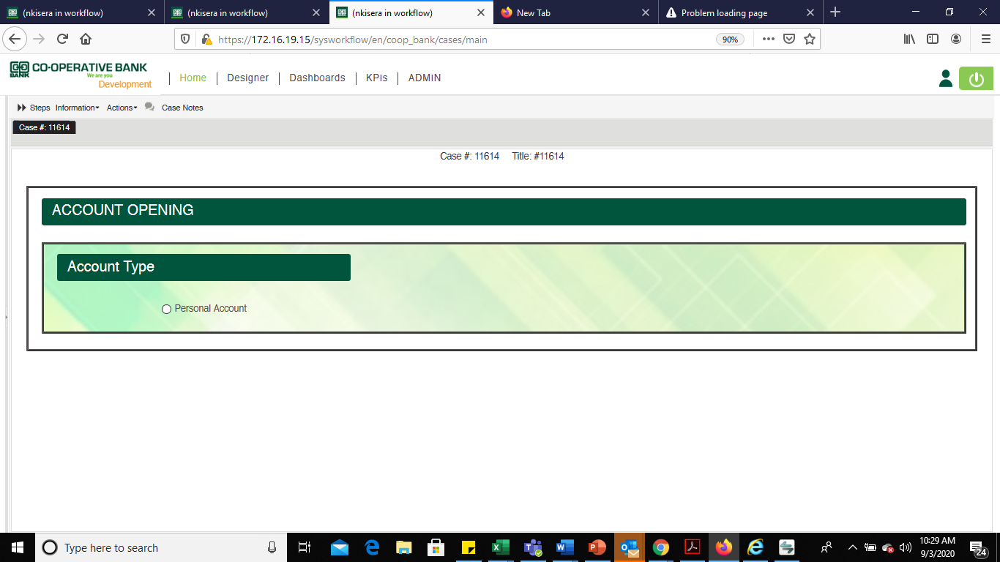 (nkisera in workflow)
(nkisera in workflow)
(nkisera in workflow)
New Tab
Problem loading page
https://172.16.19.15/sysworkflow/en/coop_bank/cases/main
90%
CO-OPERATIVE BANK
BANK
We are you
Development
Home
Designer
Dashboards
KPIs
ADMIN
Steps Information Actions Case Notes
Case #: 11614
Case #: 11614 Title: #11614
ACCOUNT OPENING
Account Type
Personal Account
Type here to search
10:29 AM
9/3/2020
24